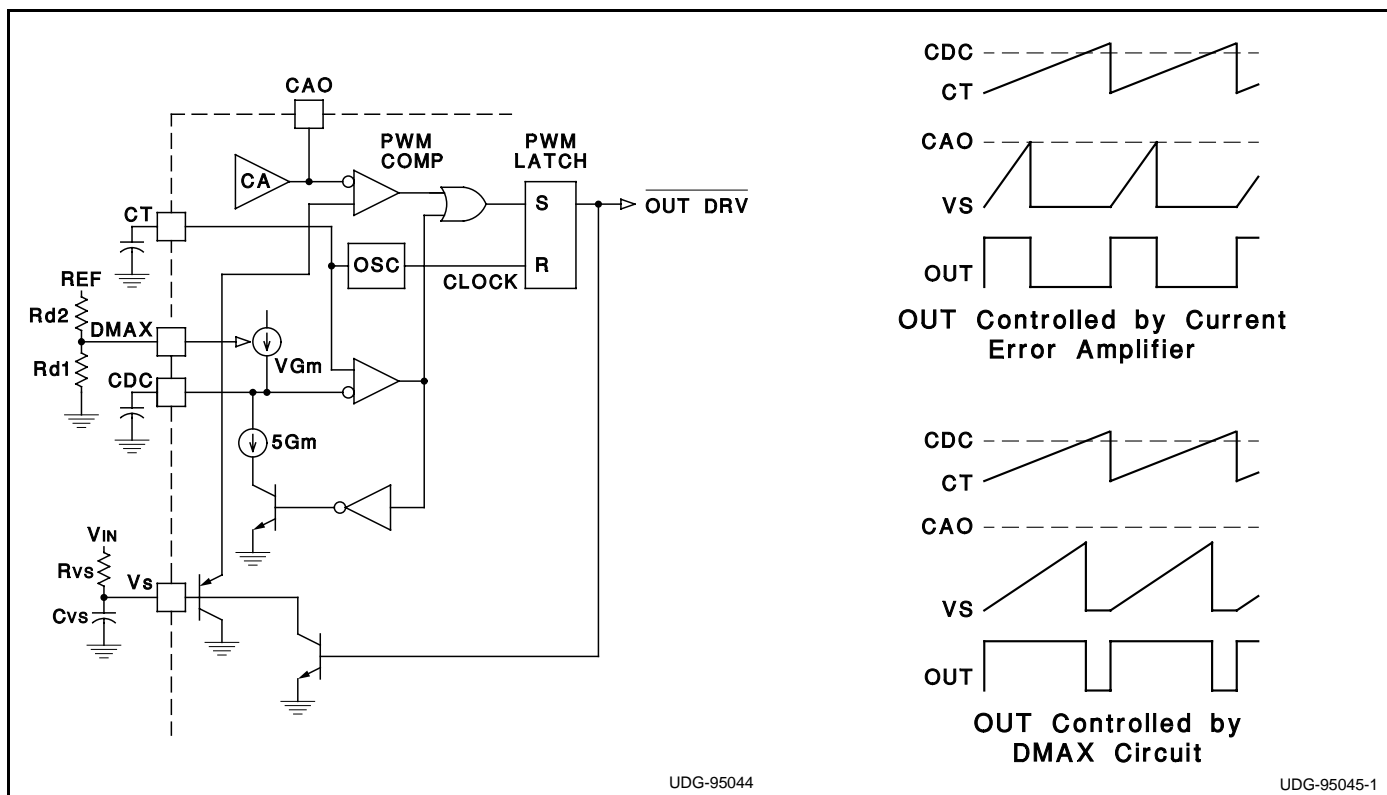 CAO
PWM
COMP
PWM
LATCH
CA
S
OUT DRV
CT
OSC
R
CLOCK
REF
Rd2
DMAX
VGm
Rd1
CDC
5Gm
VIN
Rvs
Vs
Cvs
UDG-95044
CDC
CT
CAO
VS
OUT
OUT Controlled by Current
Error Amplifier
CDC
CT
CAO
VS
OUT
OUT Controlled by
DMAX Circuit
UDG-95045-1